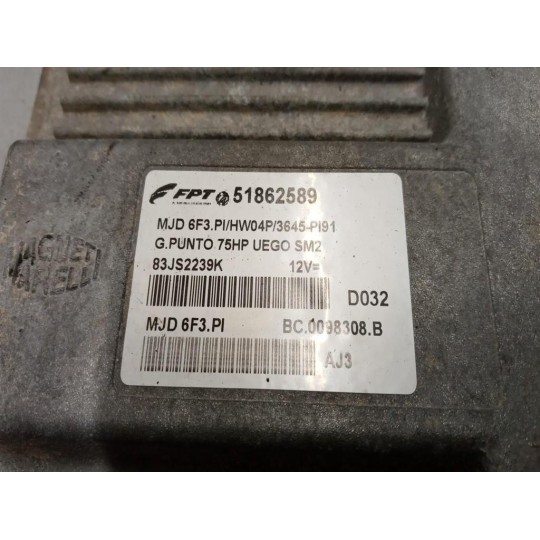 FPT 51862589
MJD 6F3.PI/HW04P/3645-PI91
G.PUNTO 75HP UEGO SM2
83JS2239K 12V=
D032
MJD 6F3.PI BC.0098308.B
AJ3
MAGNETI
MARELLI